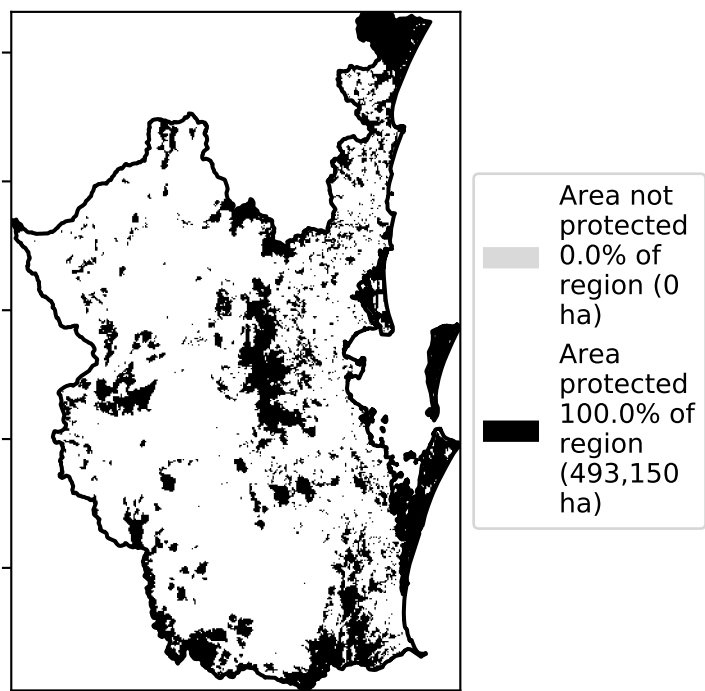 Area not
protected
0.0% of
region (0
ha)
Area
protected
100.0% of
region
(493,150
ha)